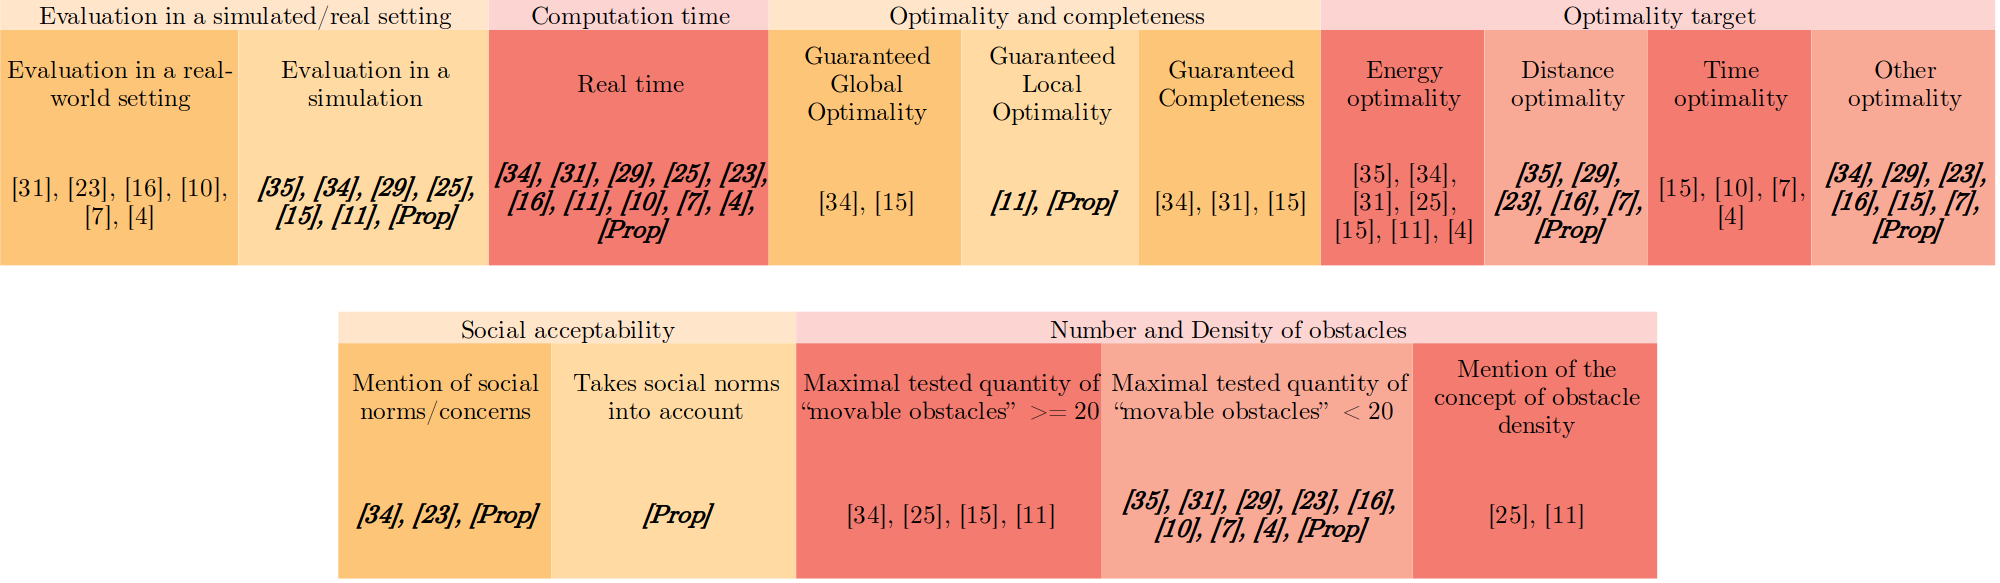 Evaluation in a simulated/real setting
Computation time
Optimality and completeness
Optimality target
Evaluation in a real-
world setting
Evaluation in a
simulation
Real time
Guaranteed
Global
Optimality
Guaranteed
Local
Optimality
Guaranteed
Completeness
Energy
optimality
Distance
optimality
Time
optimality
Other
optimality
[31], [23], [16], [10],
[7], [4]
[35], [34], [29], [25],
[15], [11], [Prop]
[34], [31], [29], [25], [23],
[16], [11], [10], [7], [4],
[Prop]
[34], [15]
[11], [Prop]
[34], [31], [15]
[35], [34],
[31], [25],
[15], [11], [4]
[35], [29],
[23], [16], [7],
[Prop]
[15], [10], [7],
[4]
[34], [29], [23],
[16], [15], [7],
[Prop]
Social acceptability
Number and Density of obstacles
Mention of social
norms/concerns
Takes social norms
into account
Maximal tested quantity of
“movable obstacles” >= 20
Maximal tested quantity of
“movable obstacles” < 20
Mention of the
concept of obstacle
density
[34], [23], [Prop]
[Prop]
[34], [25], [15], [11]
[35], [31], [29], [23], [16],
[10], [7], [4], [Prop]
[25], [11]